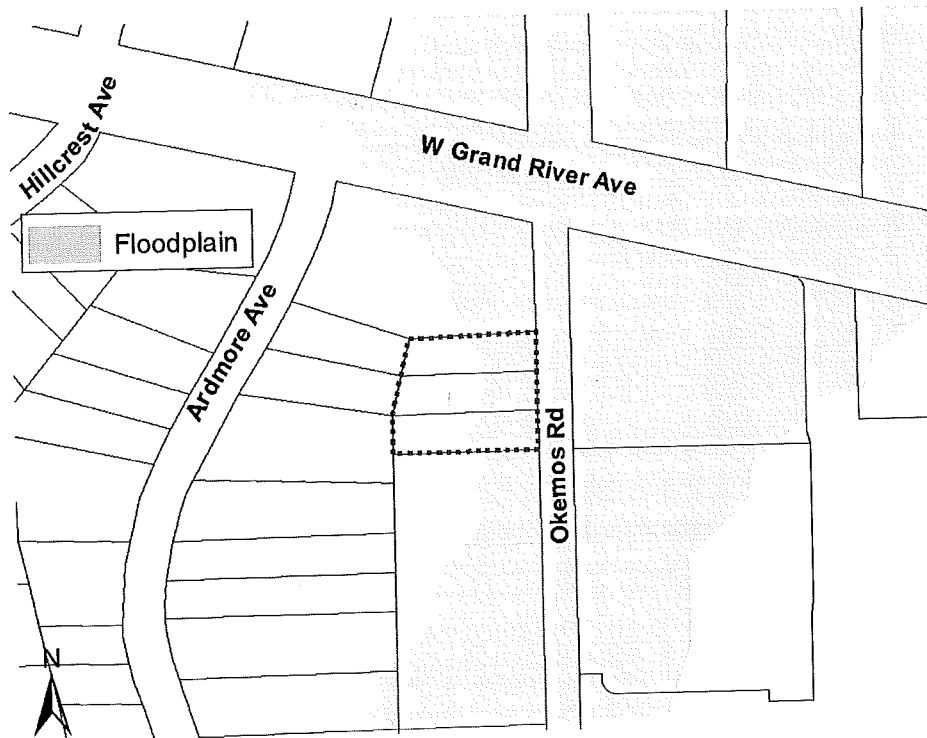 Hillcrest Ave
W Grand River Ave
Floodplain
Ardmore Ave
Okemos Rd
N